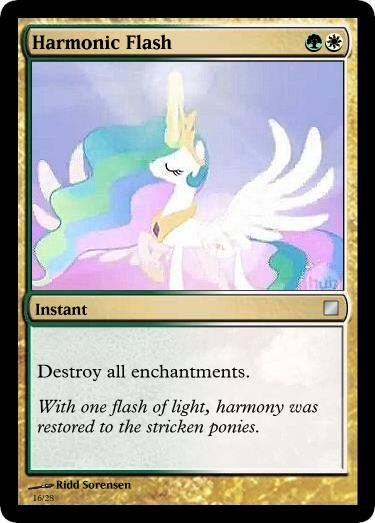 Harmonic Flash
hub
Instant
Destroy all enchantments.
With one flash of light, harmony was
restored to the stricken ponies.
Ridd Sorensen
16/28